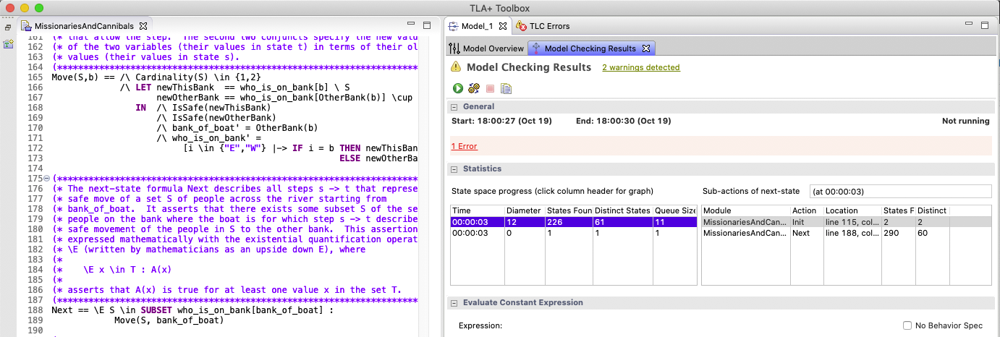 TLA+ Toolbox
MissionariesAndCannibals
161 (* that allow the step. The second two conjuncts specify the new valu
162 (* of the two variables (their values in state t) in terms of their ol
163 (* values (their values in state s).
164 (******************************************************************************
165 Move(S,b) == /\ Cardinality(S) \in {1,2}
166 /\ LET newThisBank == who_is_on_bank[b] \ S
167 newOtherBank == who_is_on_bank[OtherBank(b)] \cup
168 IN /\ IsSafe(newThisBank)
169 /\ IsSafe(newOtherBank)
170 /\ bank_of_boat' = OtherBank(b)
171 /\ who_is_on_bank' =
172 [i \in {"E","W"} |-> IF i = b THEN newThisBan
173 ELSE newOtherBa
174
175 (******************************************************************************
176 (* The next-state formula Next describes all steps s -> t that represe
177 (* safe move of a set S of people across the river starting from
178 (* bank_of_boat. It asserts that there exists some subset S of the se
179 (* people on the bank where the boat is for which step s -> t describe
180 (* safe movement of the people in S to the other bank. This assertion
181 (* expressed mathematically with the existential quantification operat
182 (* \E (written by mathematicians as an upside down E), where
183 (*
184 (* \E x \in T : A(x)
185 (*
186 (* asserts that A(x) is true for at least one value x in the set T.
187 (******************************************************************************
188 Next == \E S \in SUBSET who_is_on_bank[bank_of_boat] :
189 Move(S, bank_of_boat)
190
Model_1 TLC Errors
Model Overview Model Checking Results
Model Checking Results 2 warnings detected
General
Start: 18:00:27 (Oct 19) End: 18:00:30 (Oct 19) Not running
1 Error
Statistics
State space progress (click column header for graph) Sub-actions of next-state (at 00:00:03)
Time Diameter States Foun Distinct States Queue Size
00:00:03 12 226 61 11
00:00:03 0 1 1 1
Module Action Location States F Distinct
MissionariesAndCan... Init line 115, col... 2 2
MissionariesAndCan... Next line 188, col... 290 60
Evaluate Constant Expression
Expression: No Behavior Spec